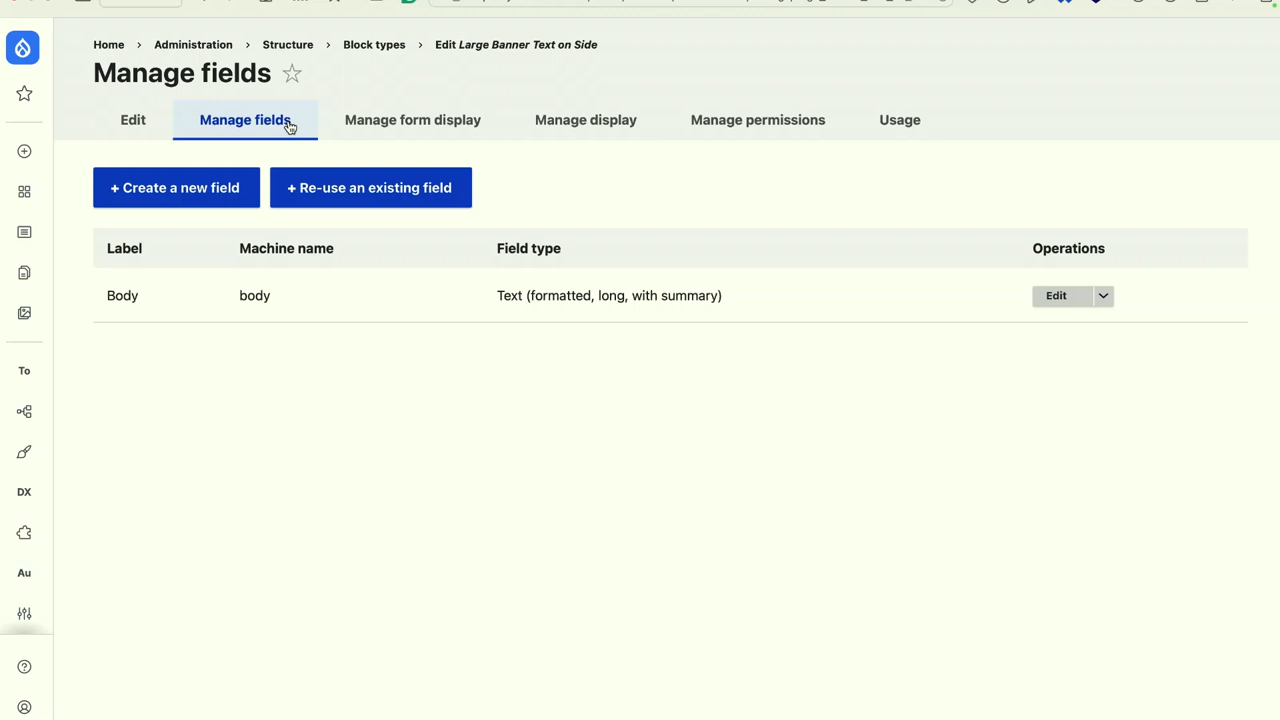 Home › Administration › Structure › Block types › Edit Large Banner Text on Side
Manage fields
Edit Manage fields Manage form display Manage display Manage permissions Usage
+ Create a new field + Re-use an existing field
Label Machine name Field type Operations
Body body Text (formatted, long, with summary) Edit
To
DX
Au